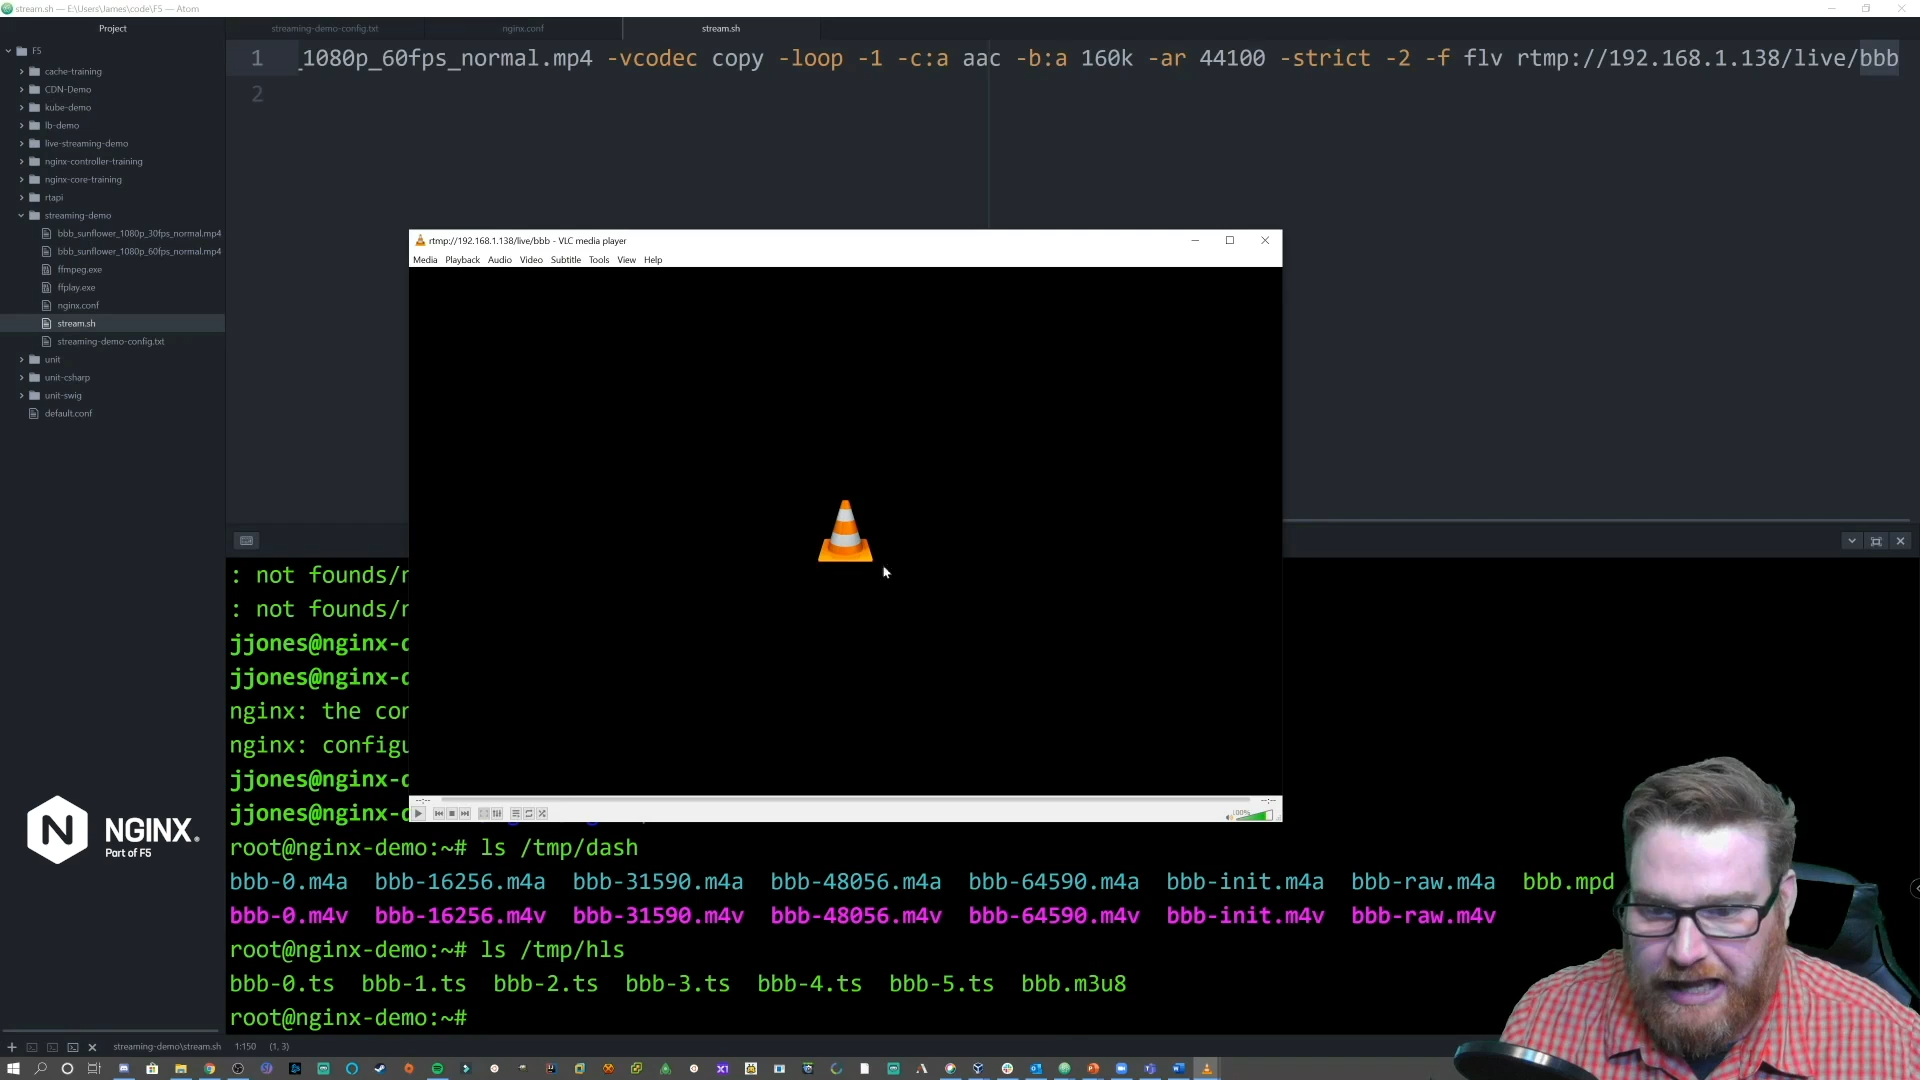 stream.sh — E:\Users\James\code\F5 — Atom
Project
streaming-demo-config.txt
nginx.conf
stream.sh
F5
cache-training
CDN-Demo
kube-demo
lb-demo
live-streaming-demo
nginx-controller-training
nginx-core-training
rtapi
streaming-demo
bbb_sunflower_1080p_30fps_normal.mp4
bbb_sunflower_1080p_60fps_normal.mp4
ffmpeg.exe
ffplay.exe
nginx.conf
stream.sh
streaming-demo-config.txt
unit
unit-csharp
unit-swig
default.conf
1 _1080p_60fps_normal.mp4 -vcodec copy -loop -1 -c:a aac -b:a 160k -ar 44100 -strict -2 -f flv rtmp://192.168.1.138/live/bbb
2
rtmp://192.168.1.138/live/bbb - VLC media player
Media Playback Audio Video Subtitle Tools View Help
--:-- --:--
100%
: not founds/
: not founds/
jjones@nginx-
jjones@nginx-
nginx: the con
nginx: config
jjones@nginx-
jjones@nginx-
root@nginx-demo:~# ls /tmp/dash
bbb-0.m4a bbb-16256.m4a bbb-31590.m4a bbb-48056.m4a bbb-64590.m4a bbb-init.m4a bbb-raw.m4a bbb.mpd
bbb-0.m4v bbb-16256.m4v bbb-31590.m4v bbb-48056.m4v bbb-64590.m4v bbb-init.m4v bbb-raw.m4v
root@nginx-demo:~# ls /tmp/hls
bbb-0.ts bbb-1.ts bbb-2.ts bbb-3.ts bbb-4.ts bbb-5.ts bbb.m3u8
root@nginx-demo:~#
N NGINX
Part of F5
streaming-demo\stream.sh 1:150 (1, 3)